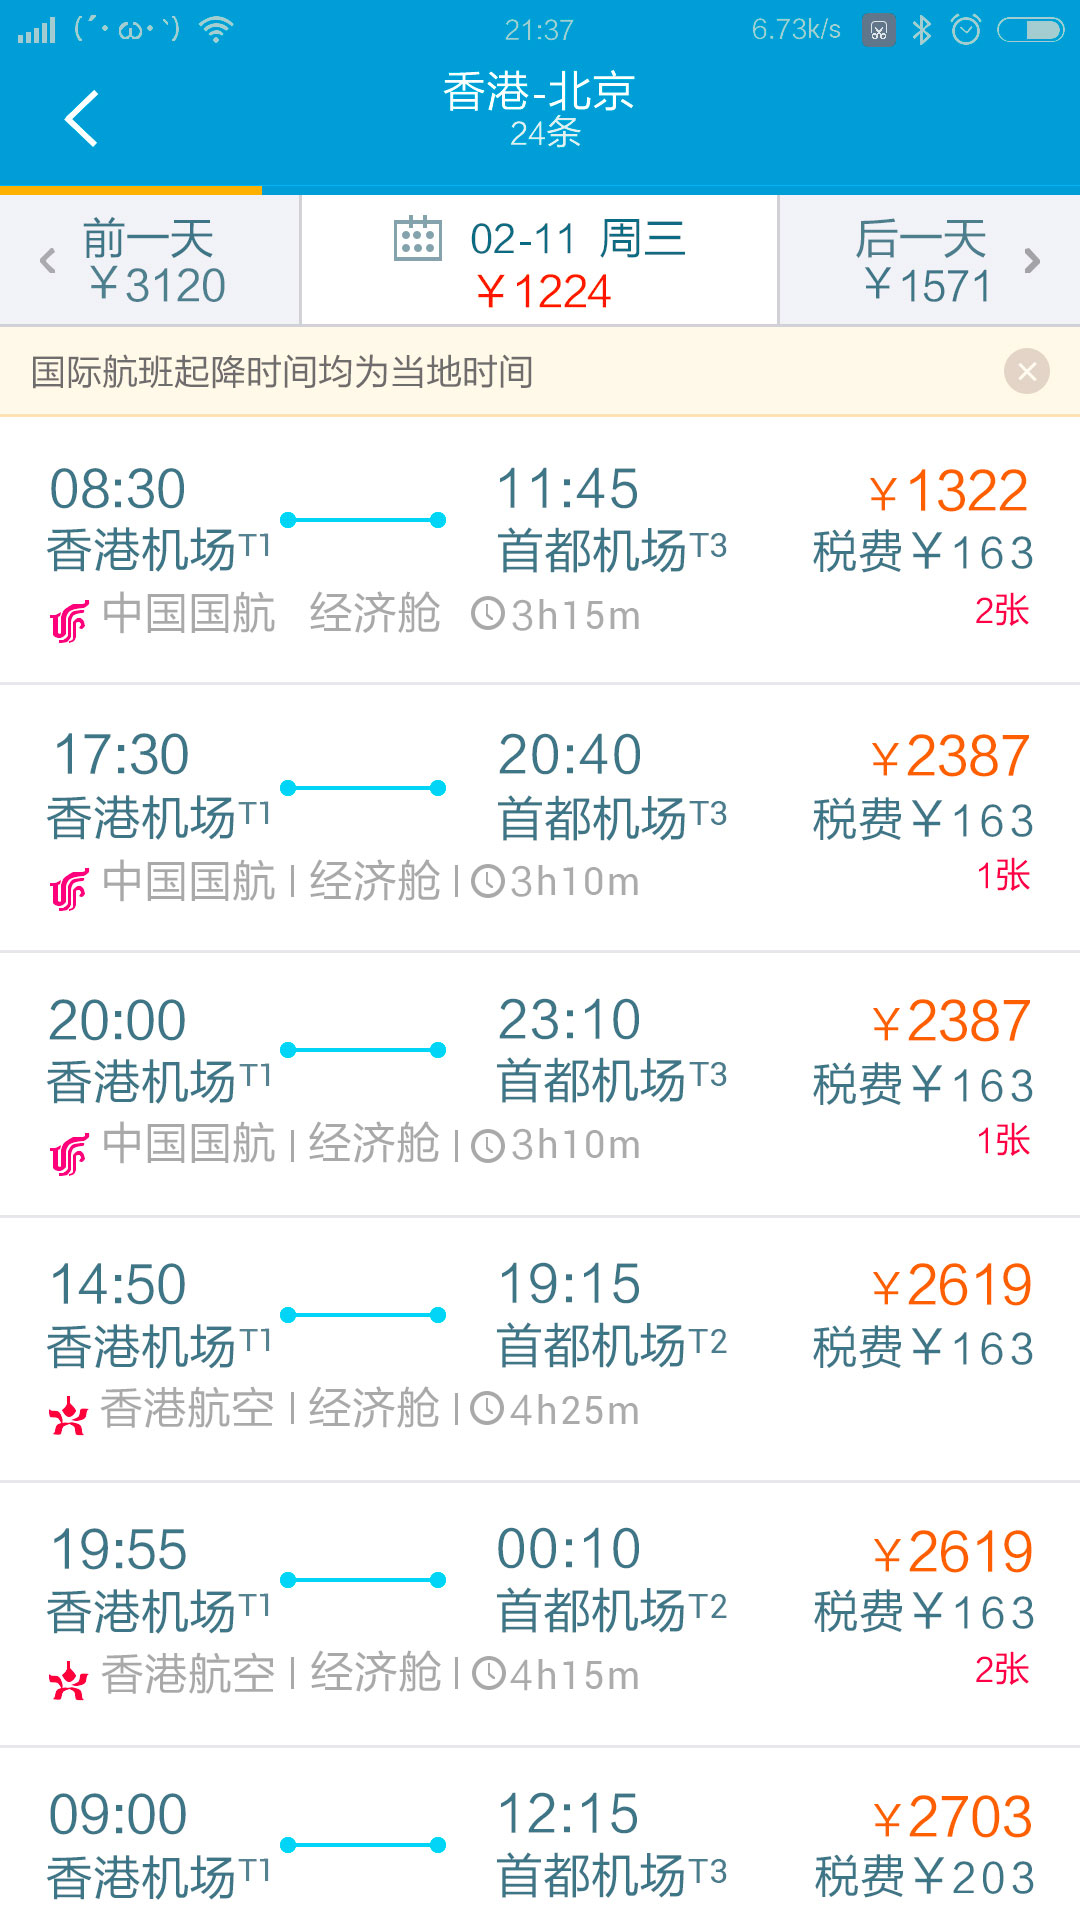 (´･ω･`) 21:37 6.73k/s
香港-北京
24条
前一天 02-11 周三 后一天
¥3120 ¥1224 ¥1571
国际航班起降时间均为当地时间
08:30 11:45 ¥1322
香港机场T1 首都机场T3 税费¥163
中国国航 经济舱 3h15m 2张
17:30 20:40 ¥2387
香港机场T1 首都机场T3 税费¥163
中国国航 | 经济舱 | 3h10m 1张
20:00 23:10 ¥2387
香港机场T1 首都机场T3 税费¥163
中国国航 | 经济舱 | 3h10m 1张
14:50 19:15 ¥2619
香港机场T1 首都机场T2 税费¥163
香港航空 | 经济舱 | 4h25m
19:55 00:10 ¥2619
香港机场T1 首都机场T2 税费¥163
香港航空 | 经济舱 | 4h15m 2张
09:00 12:15 ¥2703
香港机场T1 首都机场T3 税费¥203